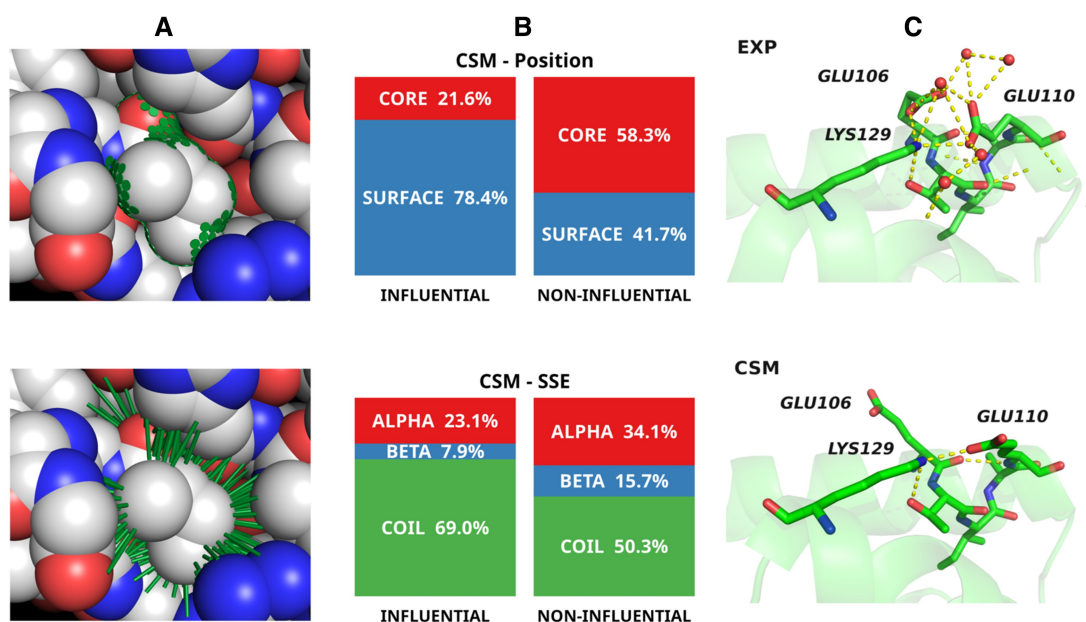 A
B
C
CSM - Position
CORE 21.6%
SURFACE 78.4%
CORE 58.3%
SURFACE 41.7%
INFLUENTIAL
NON-INFLUENTIAL
EXP
GLU106
GLU110
LYS129
CSM - SSE
ALPHA 23.1%
BETA 7.9%
COIL 69.0%
ALPHA 34.1%
BETA 15.7%
COIL 50.3%
INFLUENTIAL
NON-INFLUENTIAL
CSM
GLU106
GLU110
LYS129